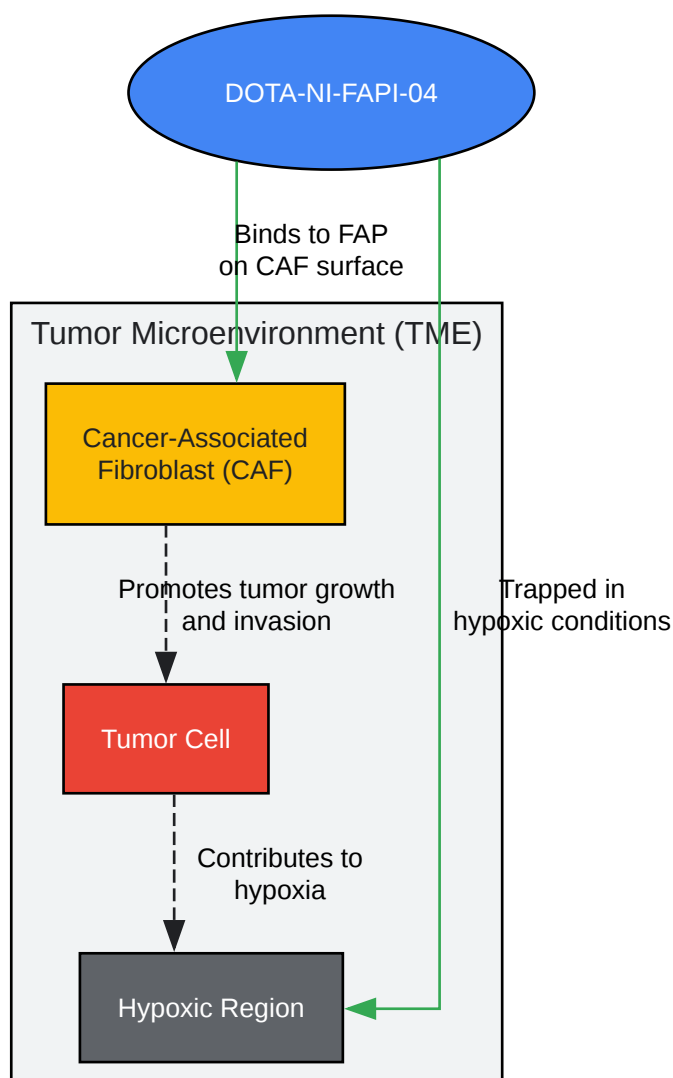 DOTA-NI-FAPI-04
Binds to FAP
on CAF surface
Tumor Microenvironment (TME)
Cancer-Associated
Fibroblast (CAF)
Promotes tumor growth
and invasion
Trapped in
hypoxic conditions
Tumor Cell
Contributes to
hypoxia
Hypoxic Region